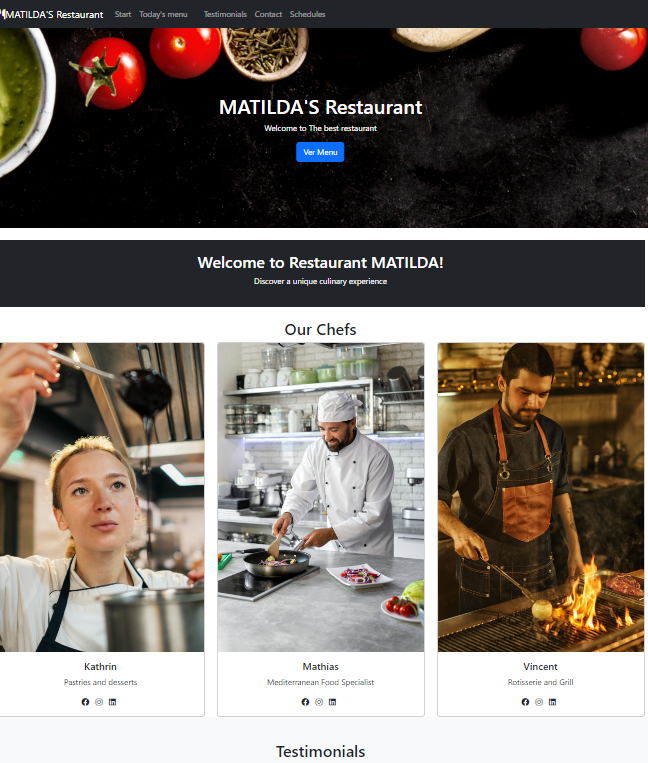 MATILDA'S Restaurant Start Today's menu Testimonials Contact Schedules
MATILDA'S Restaurant
Welcome to The best restaurant
Ver Menu
Welcome to Restaurant MATILDA!
Discover a unique culinary experience
Our Chefs
Kathrin Mathias Vincent
Pastries and desserts Mediterranean Food Specialist Rotisserie and Grill
Testimonials